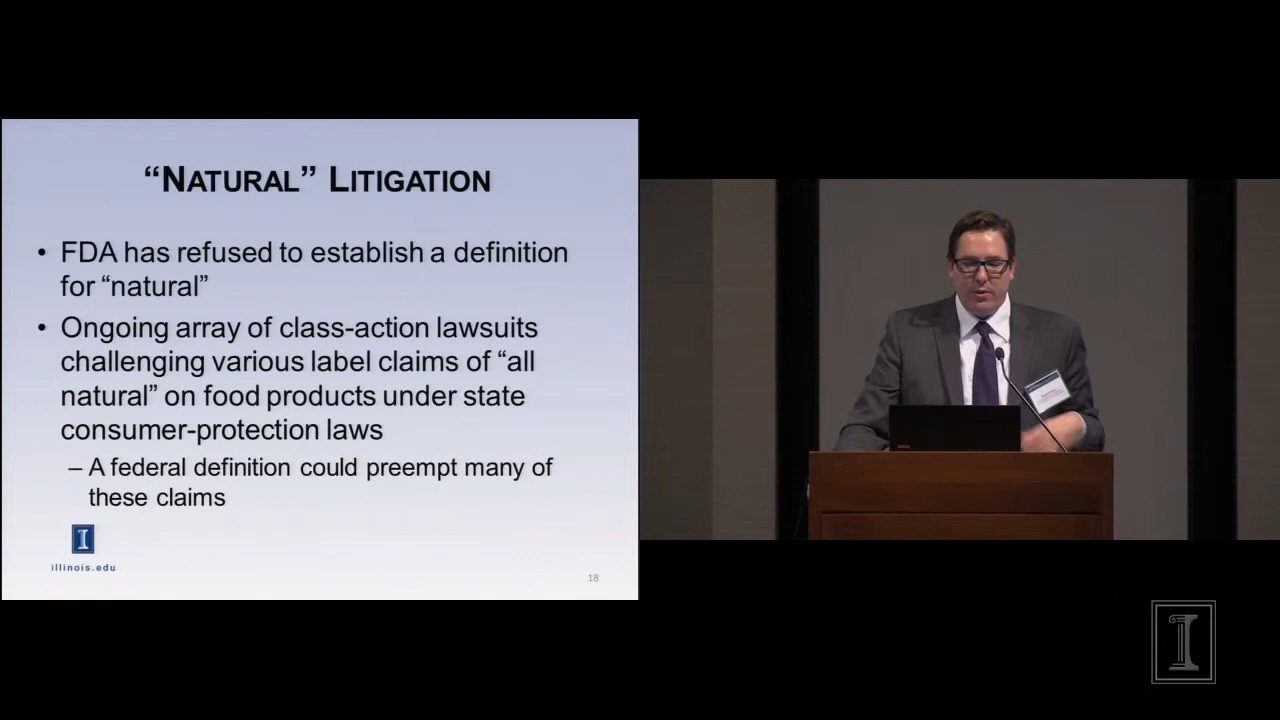 “NATURAL” LITIGATION
• FDA has refused to establish a definition
for “natural”
• Ongoing array of class-action lawsuits
challenging various label claims of “all
natural” on food products under state
consumer-protection laws
– A federal definition could preempt many of
these claims
I
illinois.edu
18
I